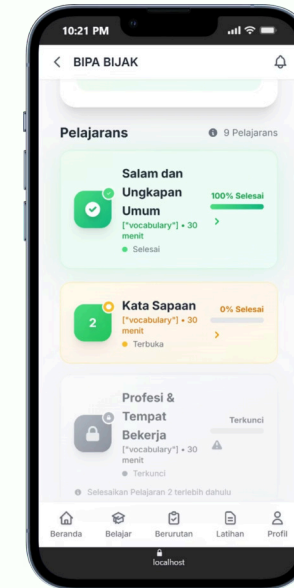 10:21 PM
BIPA BIJAK
Pelajarans
9 Pelajarans
Salam dan
Ungkapan
Umum
["vocabulary"] • 30
menit
Selesai
100% Selesai
2
Kata Sapaan
["vocabulary"] • 30
menit
Terbuka
0% Selesai
Profesi &
Tempat
Bekerja
["vocabulary"] • 30
menit
Terkunci
Terkunci
Selesaikan Pelajaran 2 terlebih dahulu
Beranda
Belajar
Berurutan
Latihan
Profil
localhost